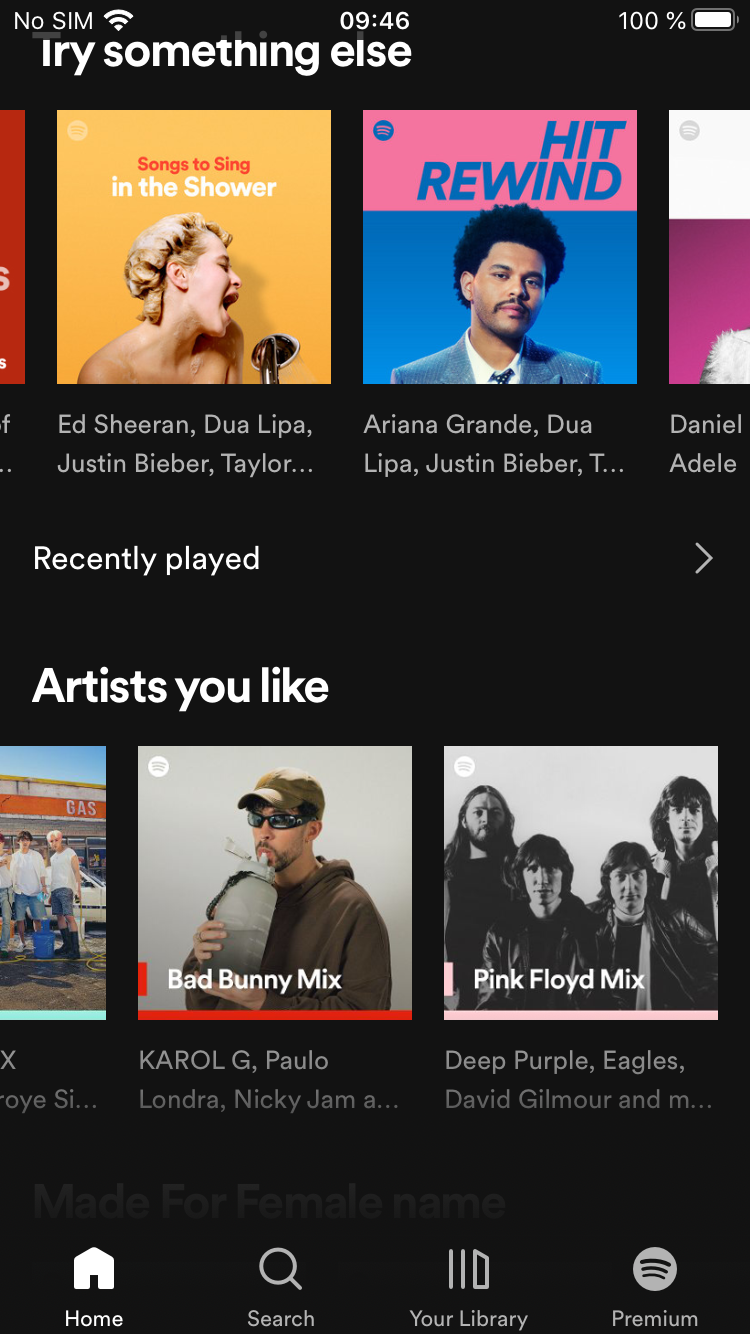 No SIM 09:46 100 %
Try something else
s
s
Songs to Sing
in the Shower
HIT
REWIND
of
…
Ed Sheeran, Dua Lipa,
Justin Bieber, Taylor…
Ariana Grande, Dua
Lipa, Justin Bieber, T…
Daniel
Adele
Recently played
Artists you like
GAS
Bad Bunny Mix
Pink Floyd Mix
X
roye Si…
KAROL G, Paulo
Londra, Nicky Jam a…
Deep Purple, Eagles,
David Gilmour and m…
Made For Female name
Home Search Your Library Premium